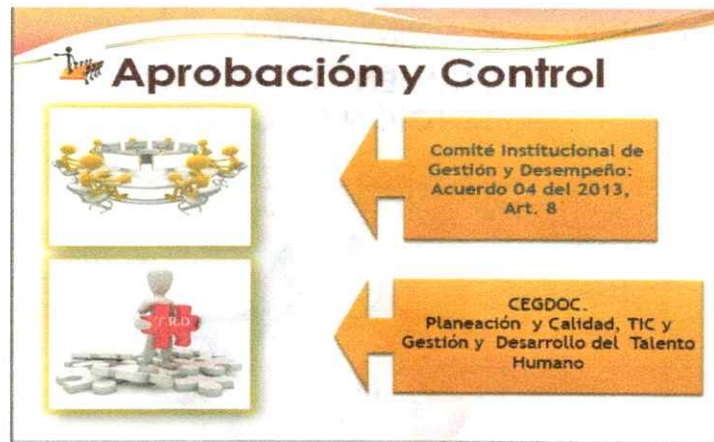 Aprobación y Control
Comité Institucional de
Gestión y Desempeño:
Acuerdo 04 del 2013,
Art. 8
T.R.D
CEGDOC.
Planeación y Calidad, TIC y
Gestión y Desarrollo del Talento
Humano